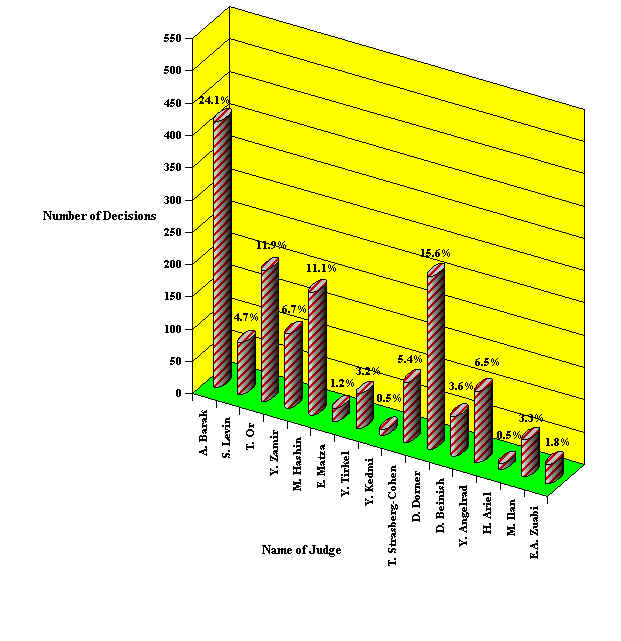 550
500
450
400
350
300
250
200
150
100
50
0
Number of Decisions
24.1%
4.7%
11.9%
6.7%
11.1%
1.2%
3.2%
0.5%
5.4%
15.6%
3.6%
6.5%
0.5%
3.3%
1.8%
A. Barak
S. Levin
T. Or
Y. Zamir
M. Hashin
E. Matza
Y. Tirkel
Y. Kedmi
T. Strasberg-Cohen
D. Dorner
D. Beinish
Y. Angelrad
H. Ariel
M. Ilan
E.A. Zuabi
Name of Judge